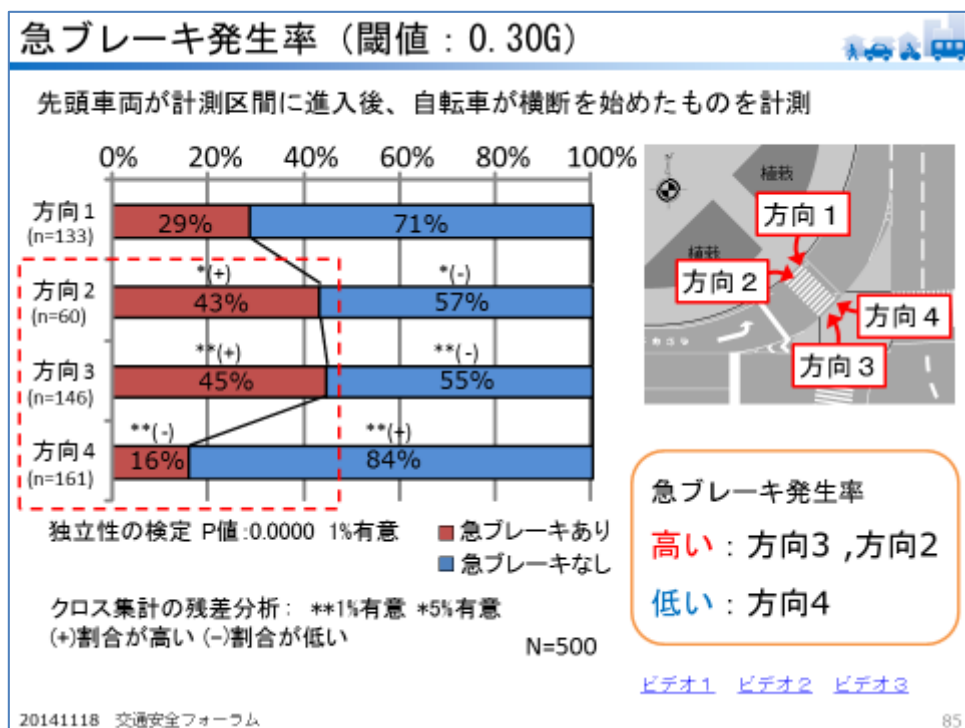 急ブレーキ発生率（閾値：0.30G）
先頭車両が計測区間に進入後、自転車が横断を始めたものを計測
0% 20% 40% 60% 80% 100%
方向1
(n=133)
29% 71%
*(+) *(-)
方向2
(n=60)
43% 57%
**(+) **(-)
方向3
(n=146)
45% 55%
**(-) **(+)
方向4
(n=161)
16% 84%
独立性の検定 P値:0.0000 1%有意
急ブレーキあり
急ブレーキなし
クロス集計の残差分析： **1%有意 *5%有意
(+)割合が高い (-)割合が低い
N=500
植栽
方向１
植栽
方向２
方向４
方向３
急ブレーキ発生率
高い：方向3 ,方向2
低い：方向4
ビデオ1 ビデオ2 ビデオ3
20141118 交通安全フォーラム
85